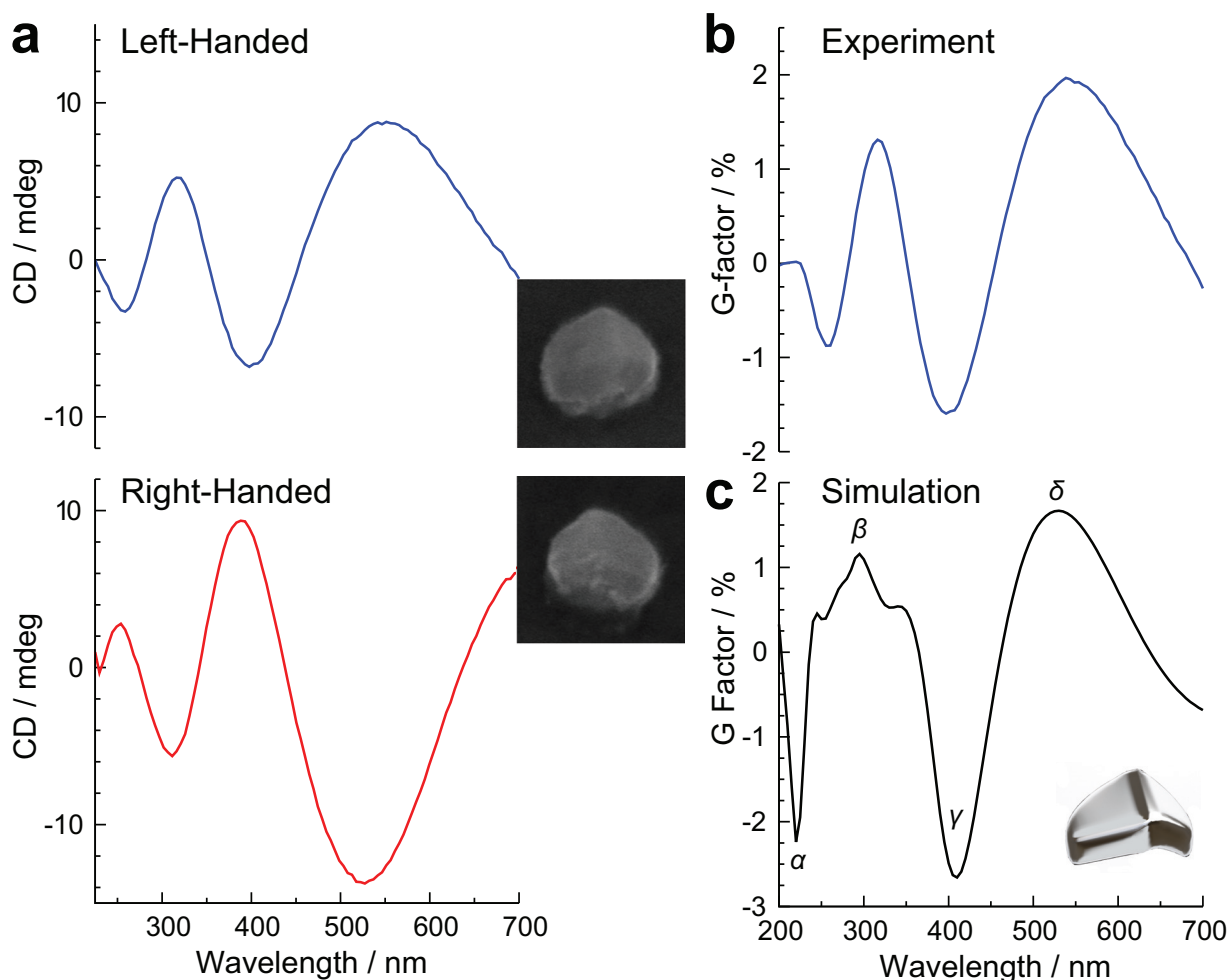 a
Left-Handed
10
0
-10
CD / mdeg
Right-Handed
10
0
-10
CD / mdeg
300 400 500 600 700
Wavelength / nm
b
Experiment
2
1
0
-1
-2
G-factor / %
c
Simulation
2
1
0
-1
-2
-3
G Factor / %
α
β
γ
δ
200 300 400 500 600 700
Wavelength / nm